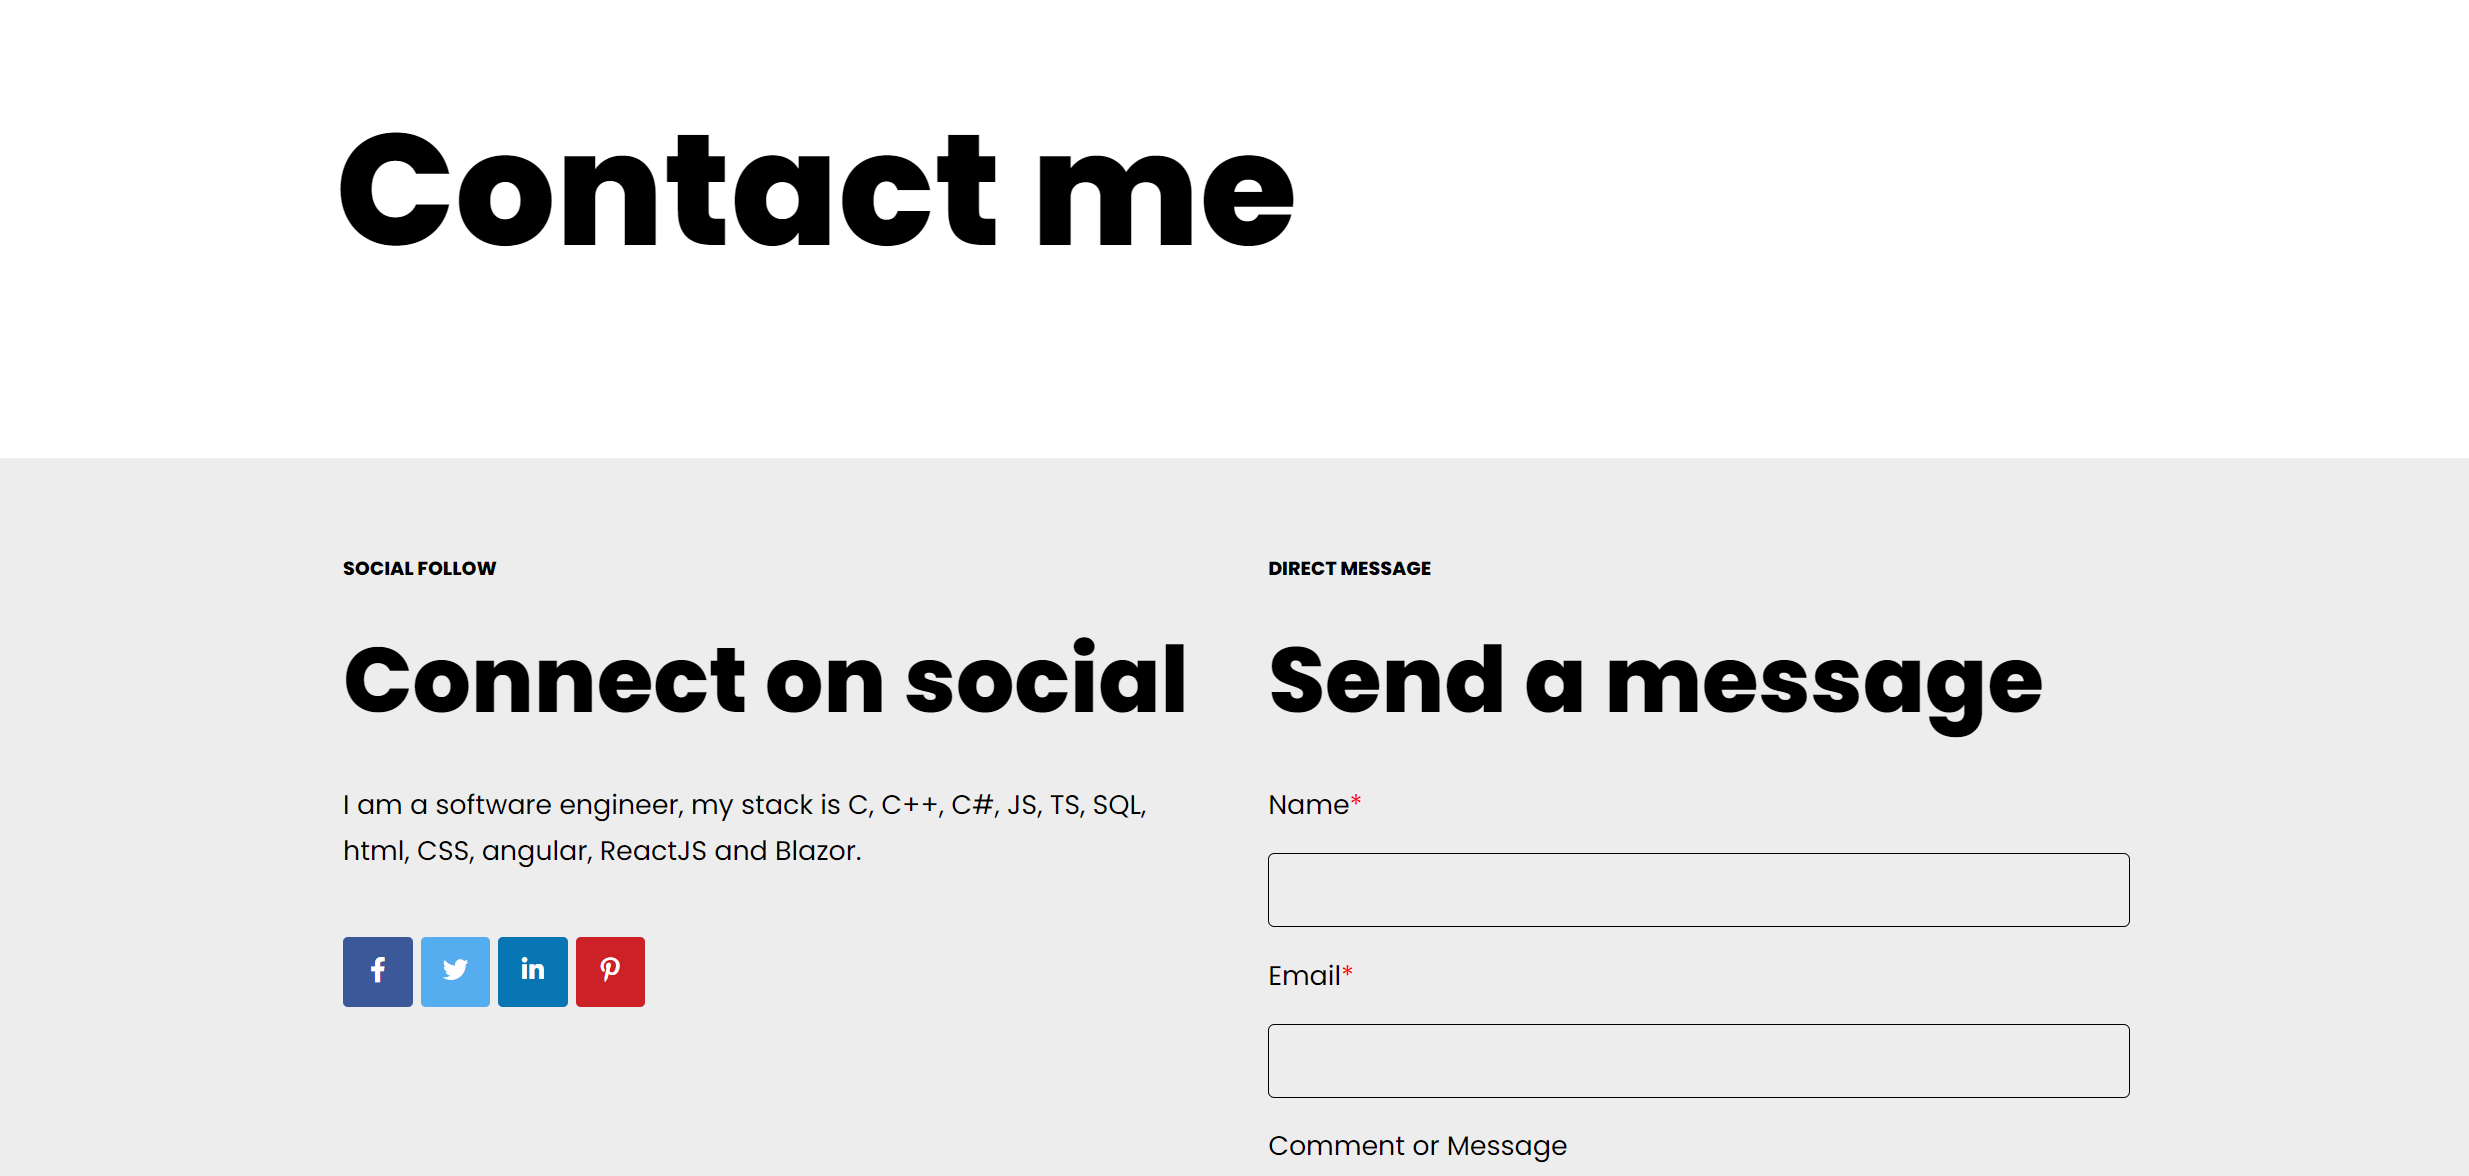 Contact me
SOCIAL FOLLOW
Connect on social
I am a software engineer, my stack is C, C++, C#, JS, TS, SQL,
html, CSS, angular, ReactJS and Blazor.
DIRECT MESSAGE
Send a message
Name*
Email*
Comment or Message